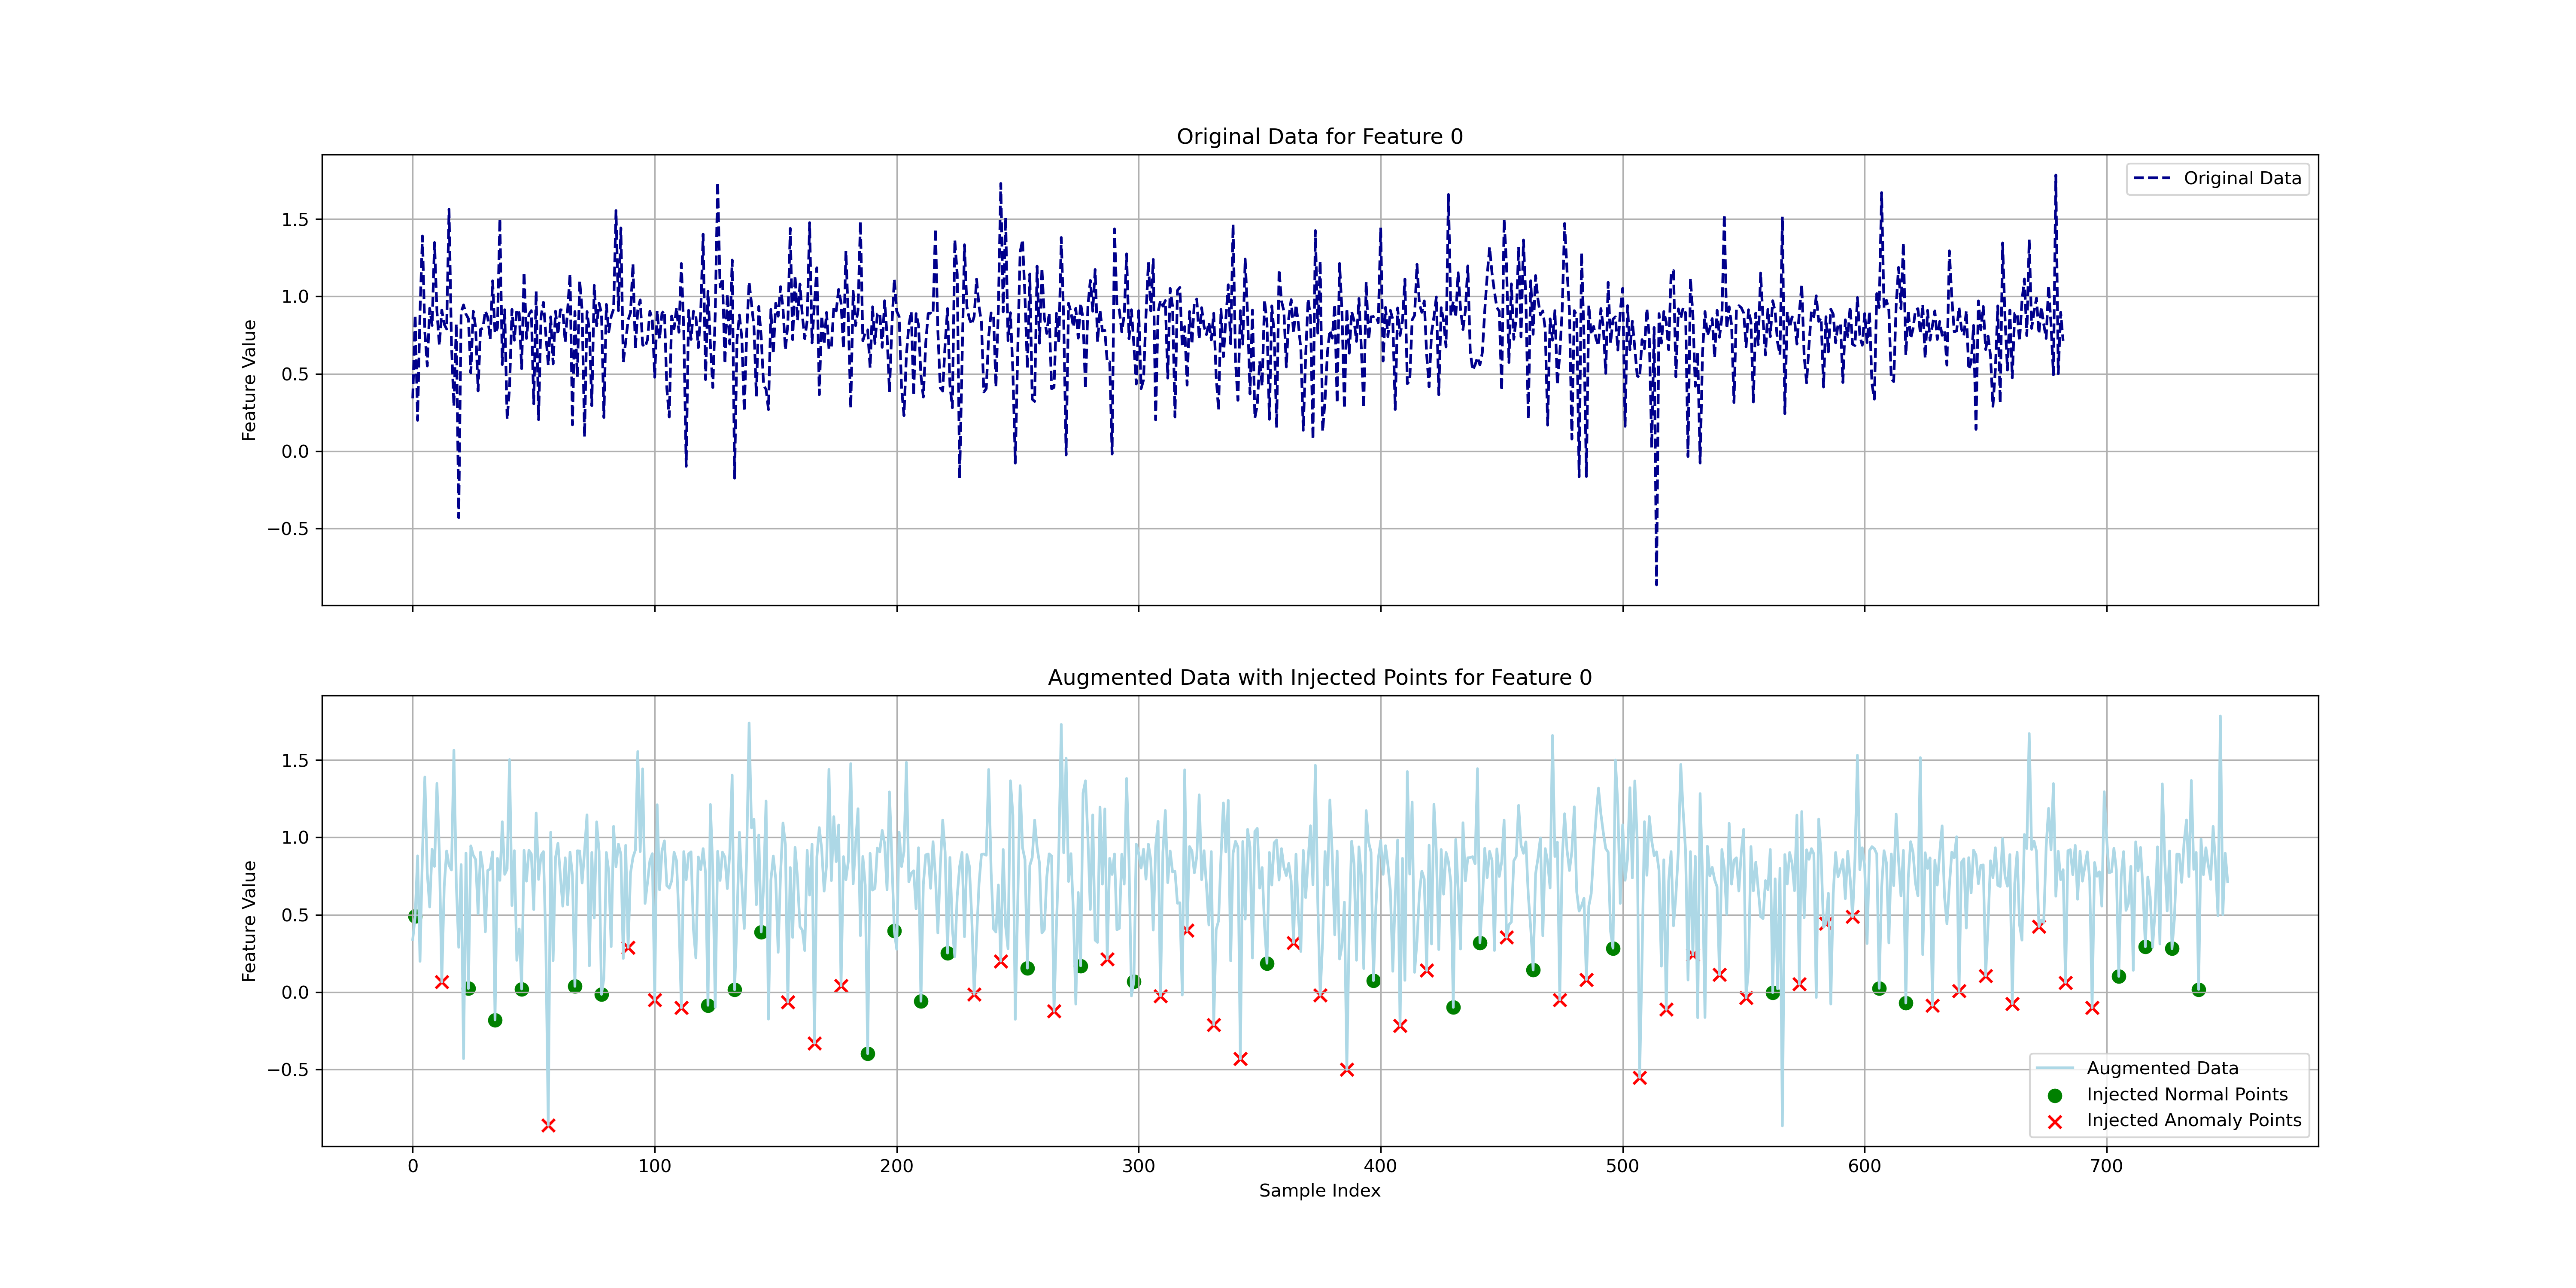 Original Data for Feature 0
Original Data
1.5
1.0
0.5
0.0
−0.5
Feature Value
Augmented Data with Injected Points for Feature 0
1.5
1.0
0.5
0.0
−0.5
Feature Value
Augmented Data
Injected Normal Points
Injected Anomaly Points
0 100 200 300 400 500 600 700
Sample Index